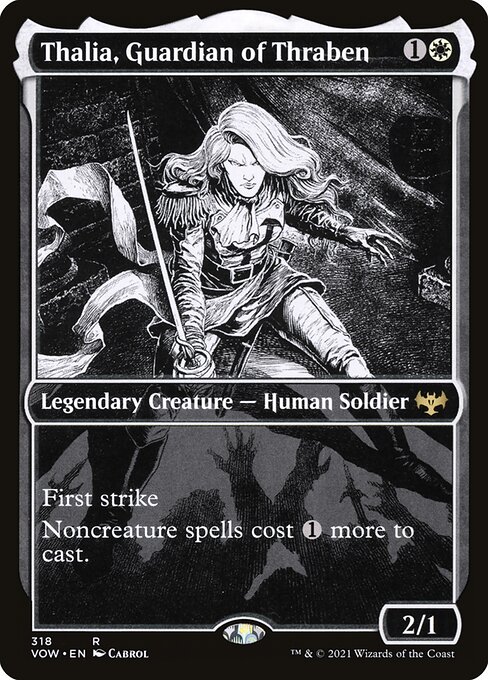 Thalia, Guardian of Thraben 1
Legendary Creature — Human Soldier
First strike
Noncreature spells cost 1 more to
cast.
2/1
318 R
VOW • EN CABROL
™ & © 2021 Wizards of the Coast